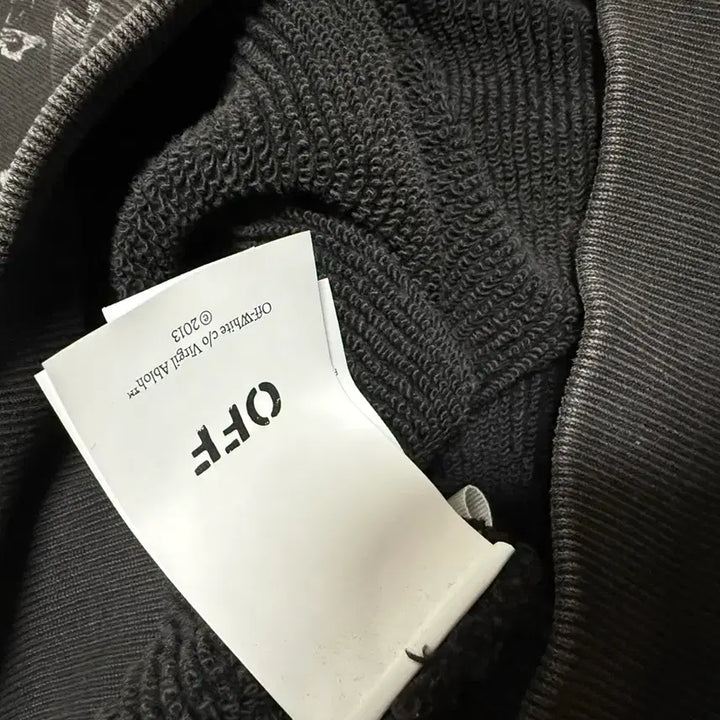 OFF
Off-White c/o Virgil Abloh™
© 2013